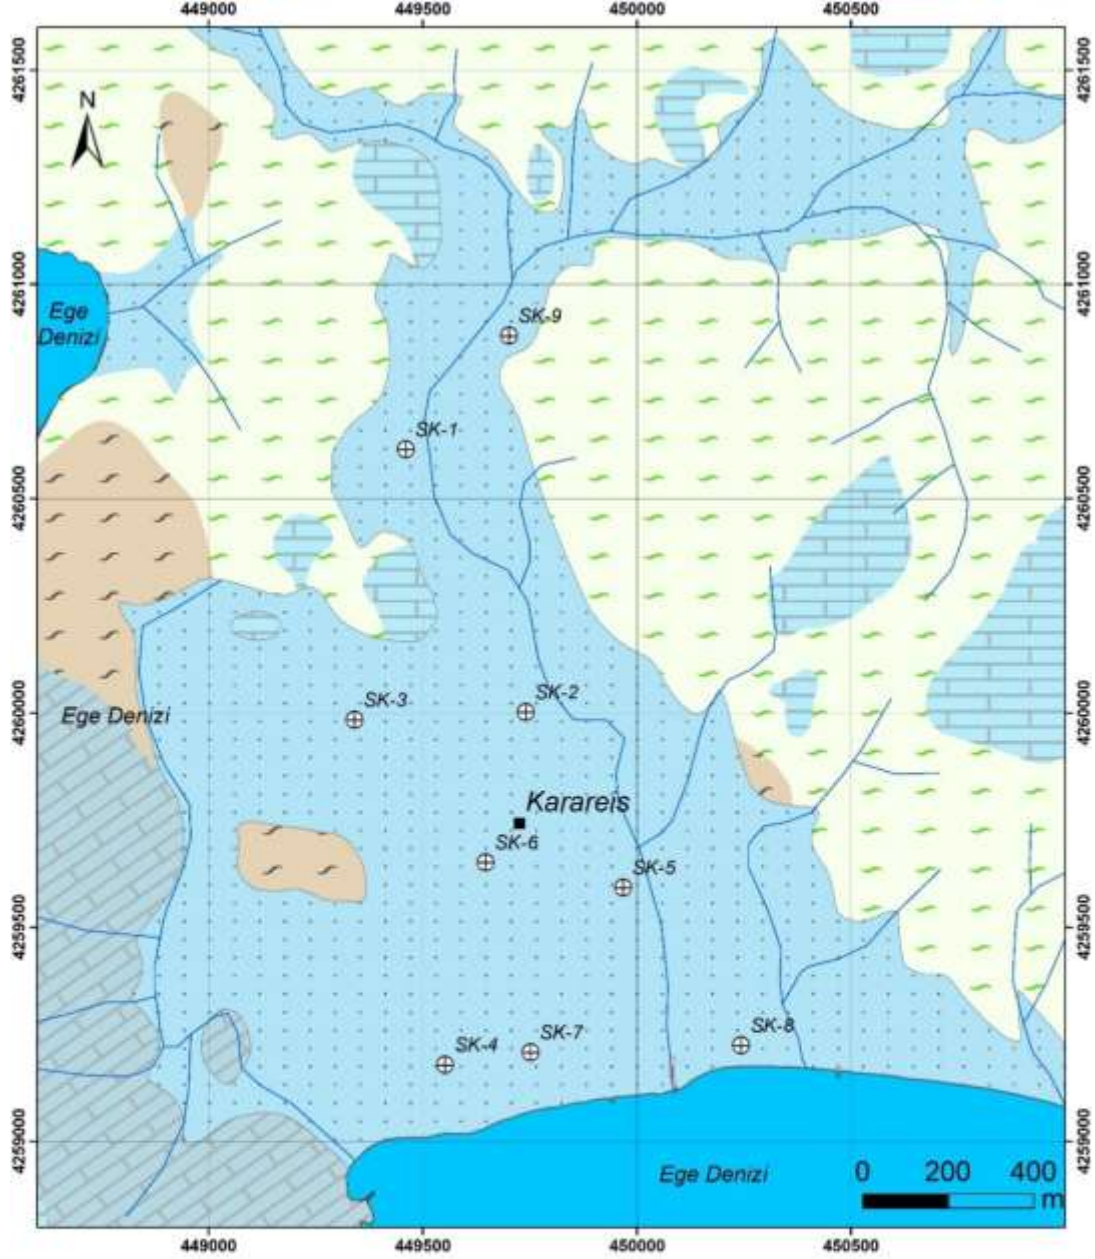 449000 449500 450000 450500
4261500 4261500
N
4261000 4261000
Ege
Denizi
SK-9
SK-1
4260500 4260500
SK-3
SK-2
Ege Denizi
4260000 4260000
Karareis
SK-6
SK-5
4259500 4259500
SK-4
SK-7
SK-8
4259000 4259000
Ege Denizi
0 200 400
m
449000 449500 450000 450500